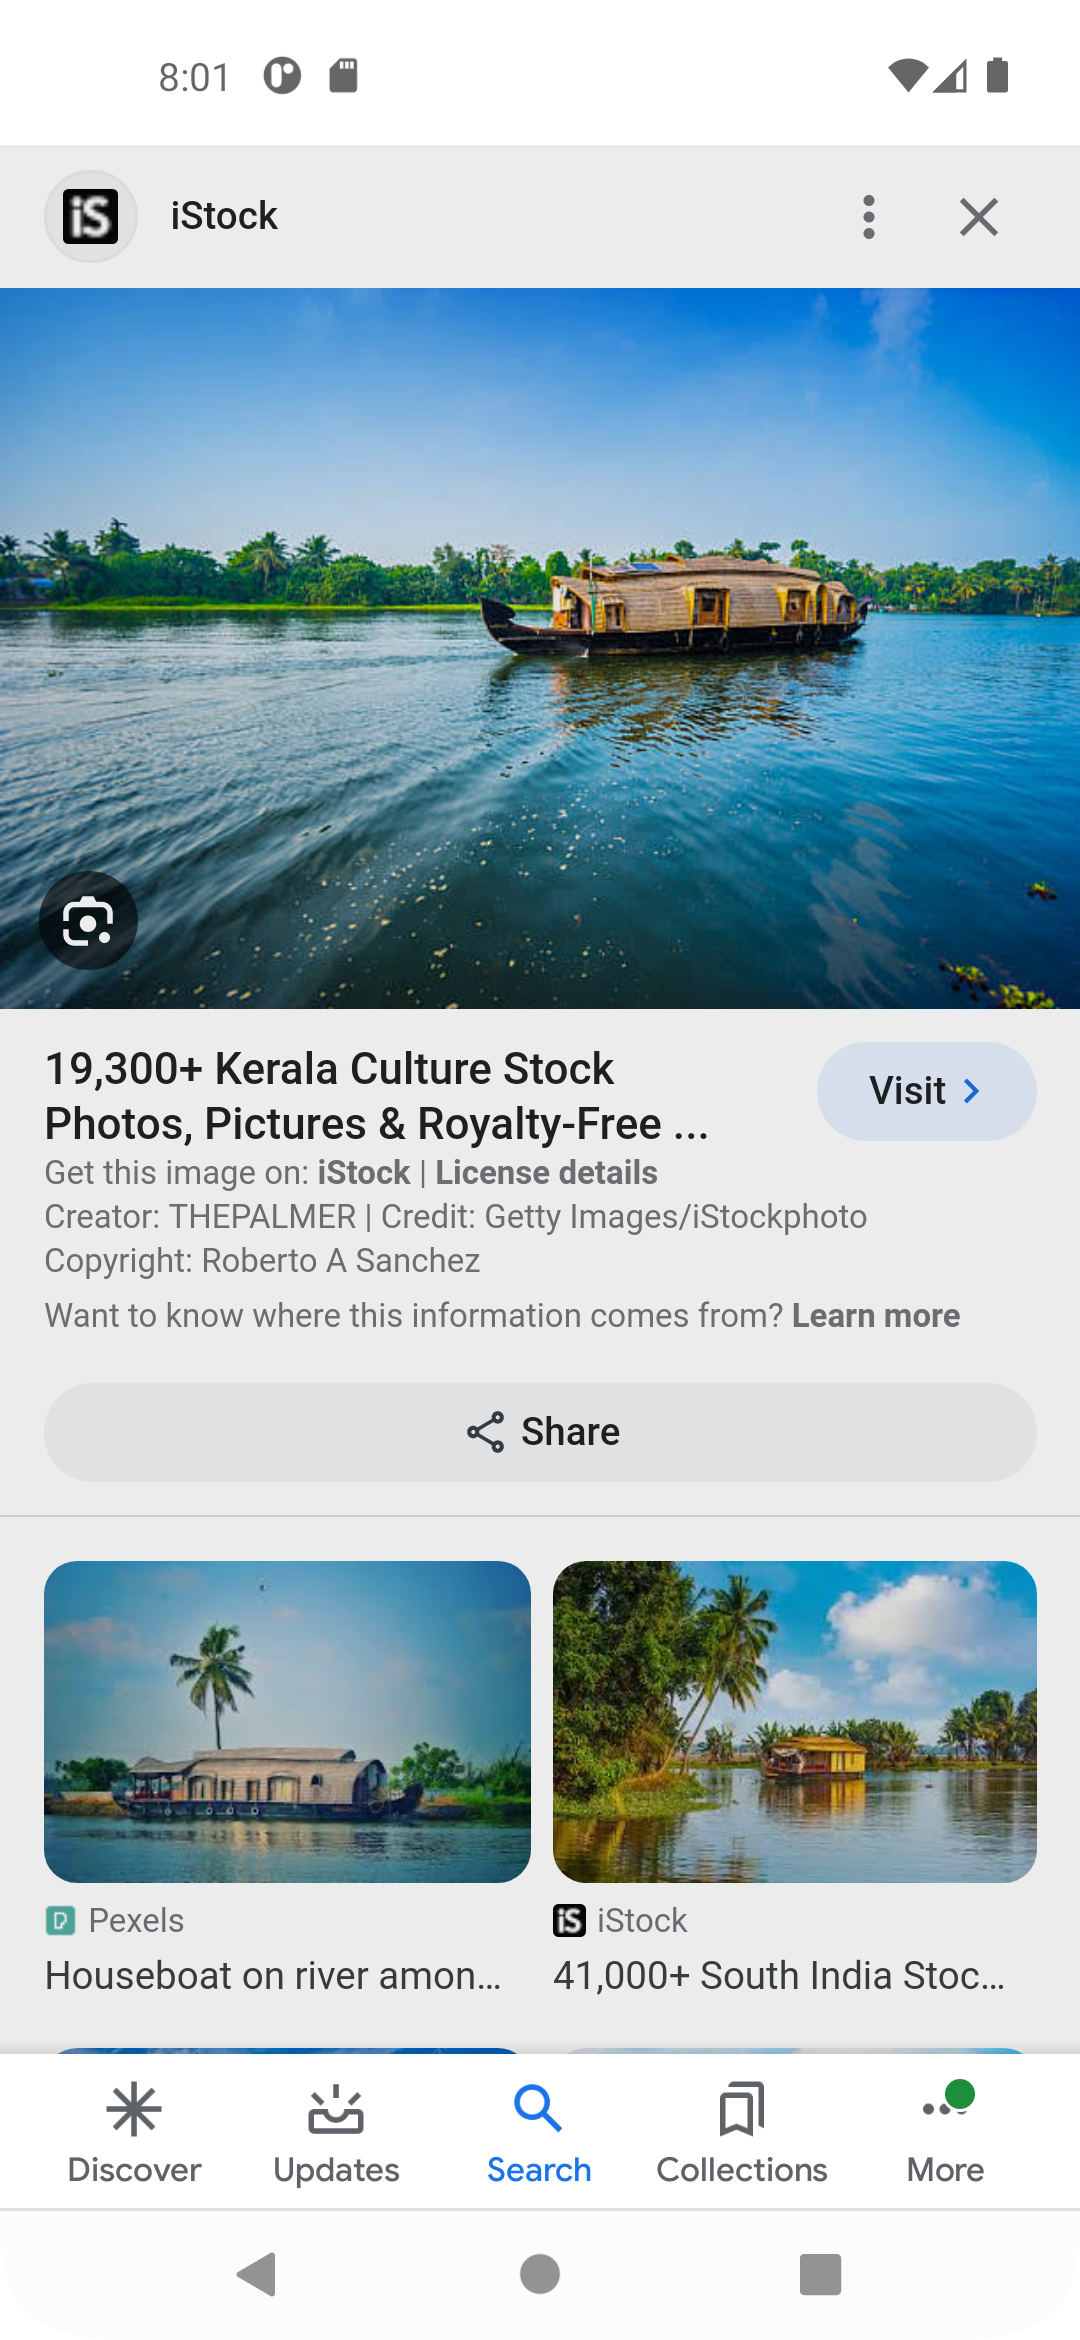 8:01
iS
iStock
19,300+ Kerala Culture Stock
Photos, Pictures & Royalty-Free ...
Visit
Get this image on: iStock | License details
Creator: THEPALMER | Credit: Getty Images/iStockphoto
Copyright: Roberto A Sanchez
Want to know where this information comes from? Learn more
Share
Pexels
iS iStock
Houseboat on river amon...
41,000+ South India Stoc...
Discover
Updates
Search
Collections
More